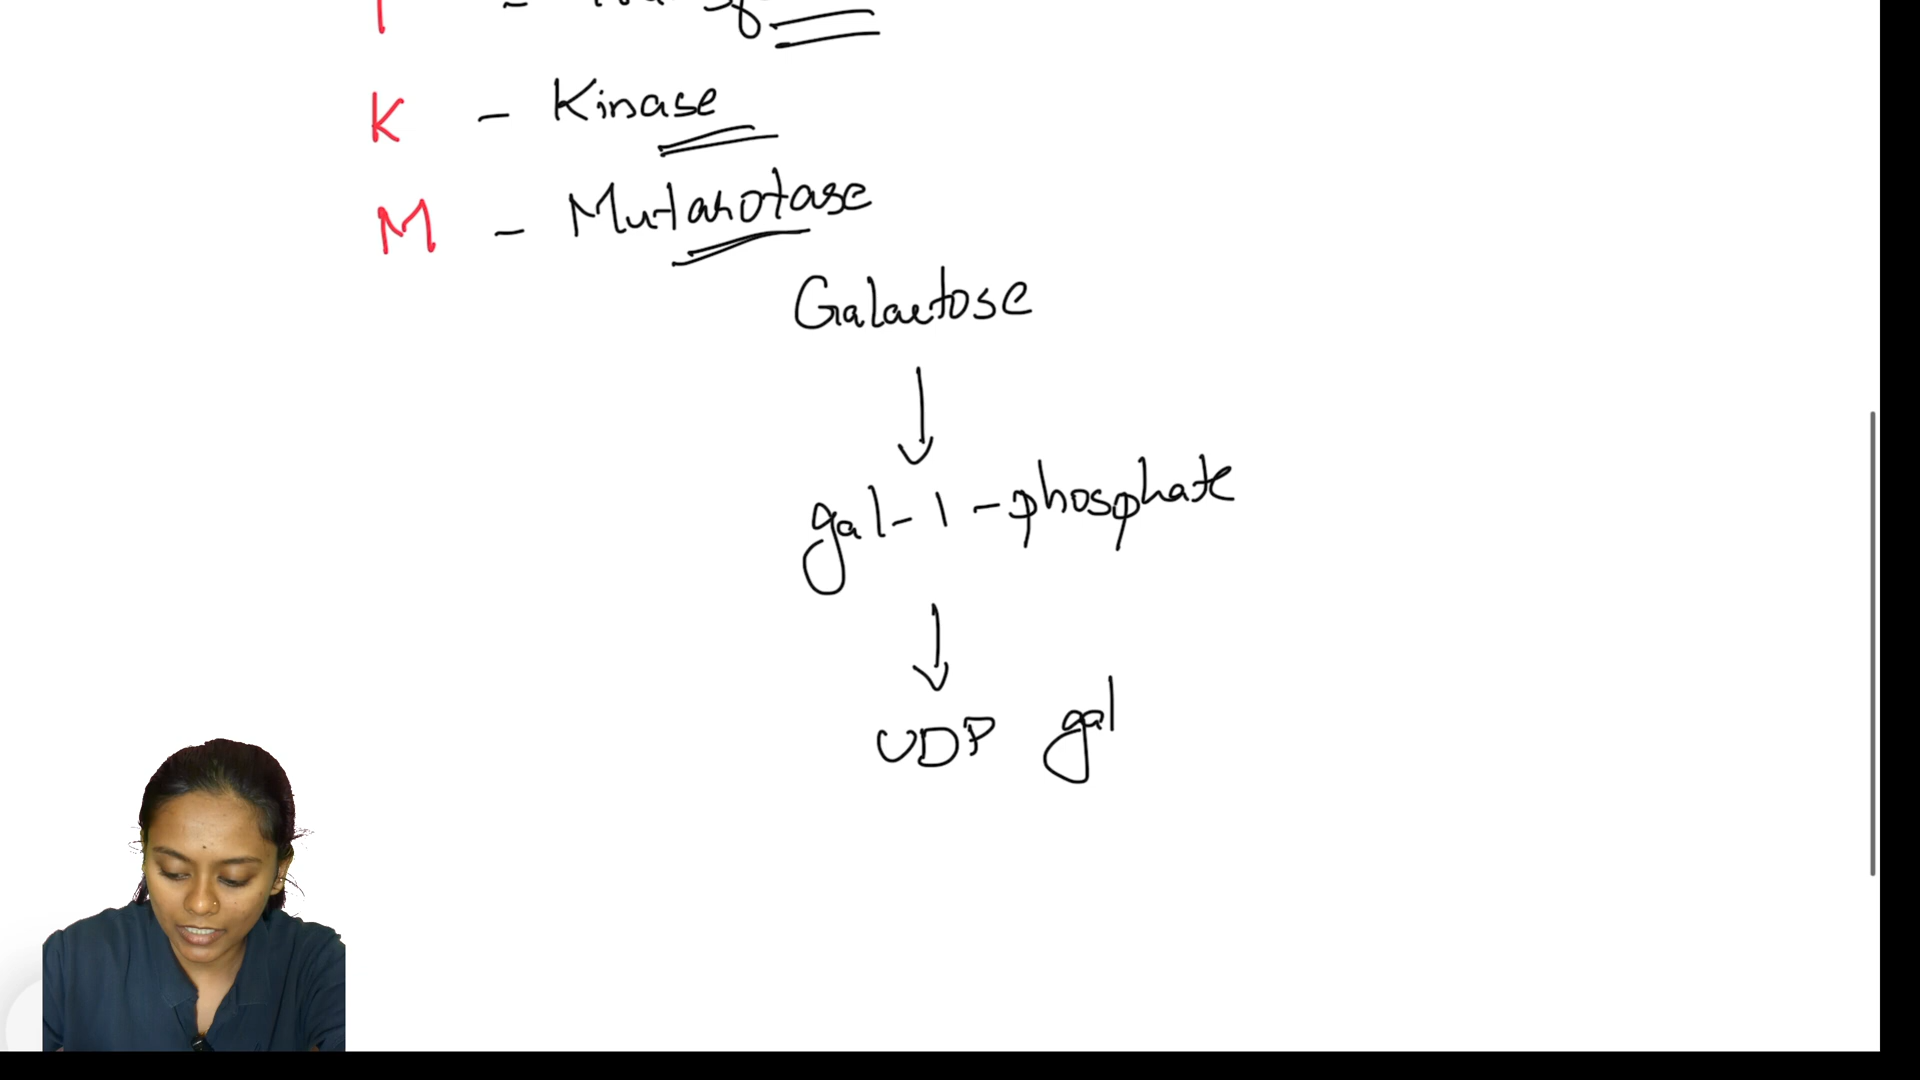 K - Kinase
M - Mutarotase
Galactose
gal-1-phosphate
UDP gal